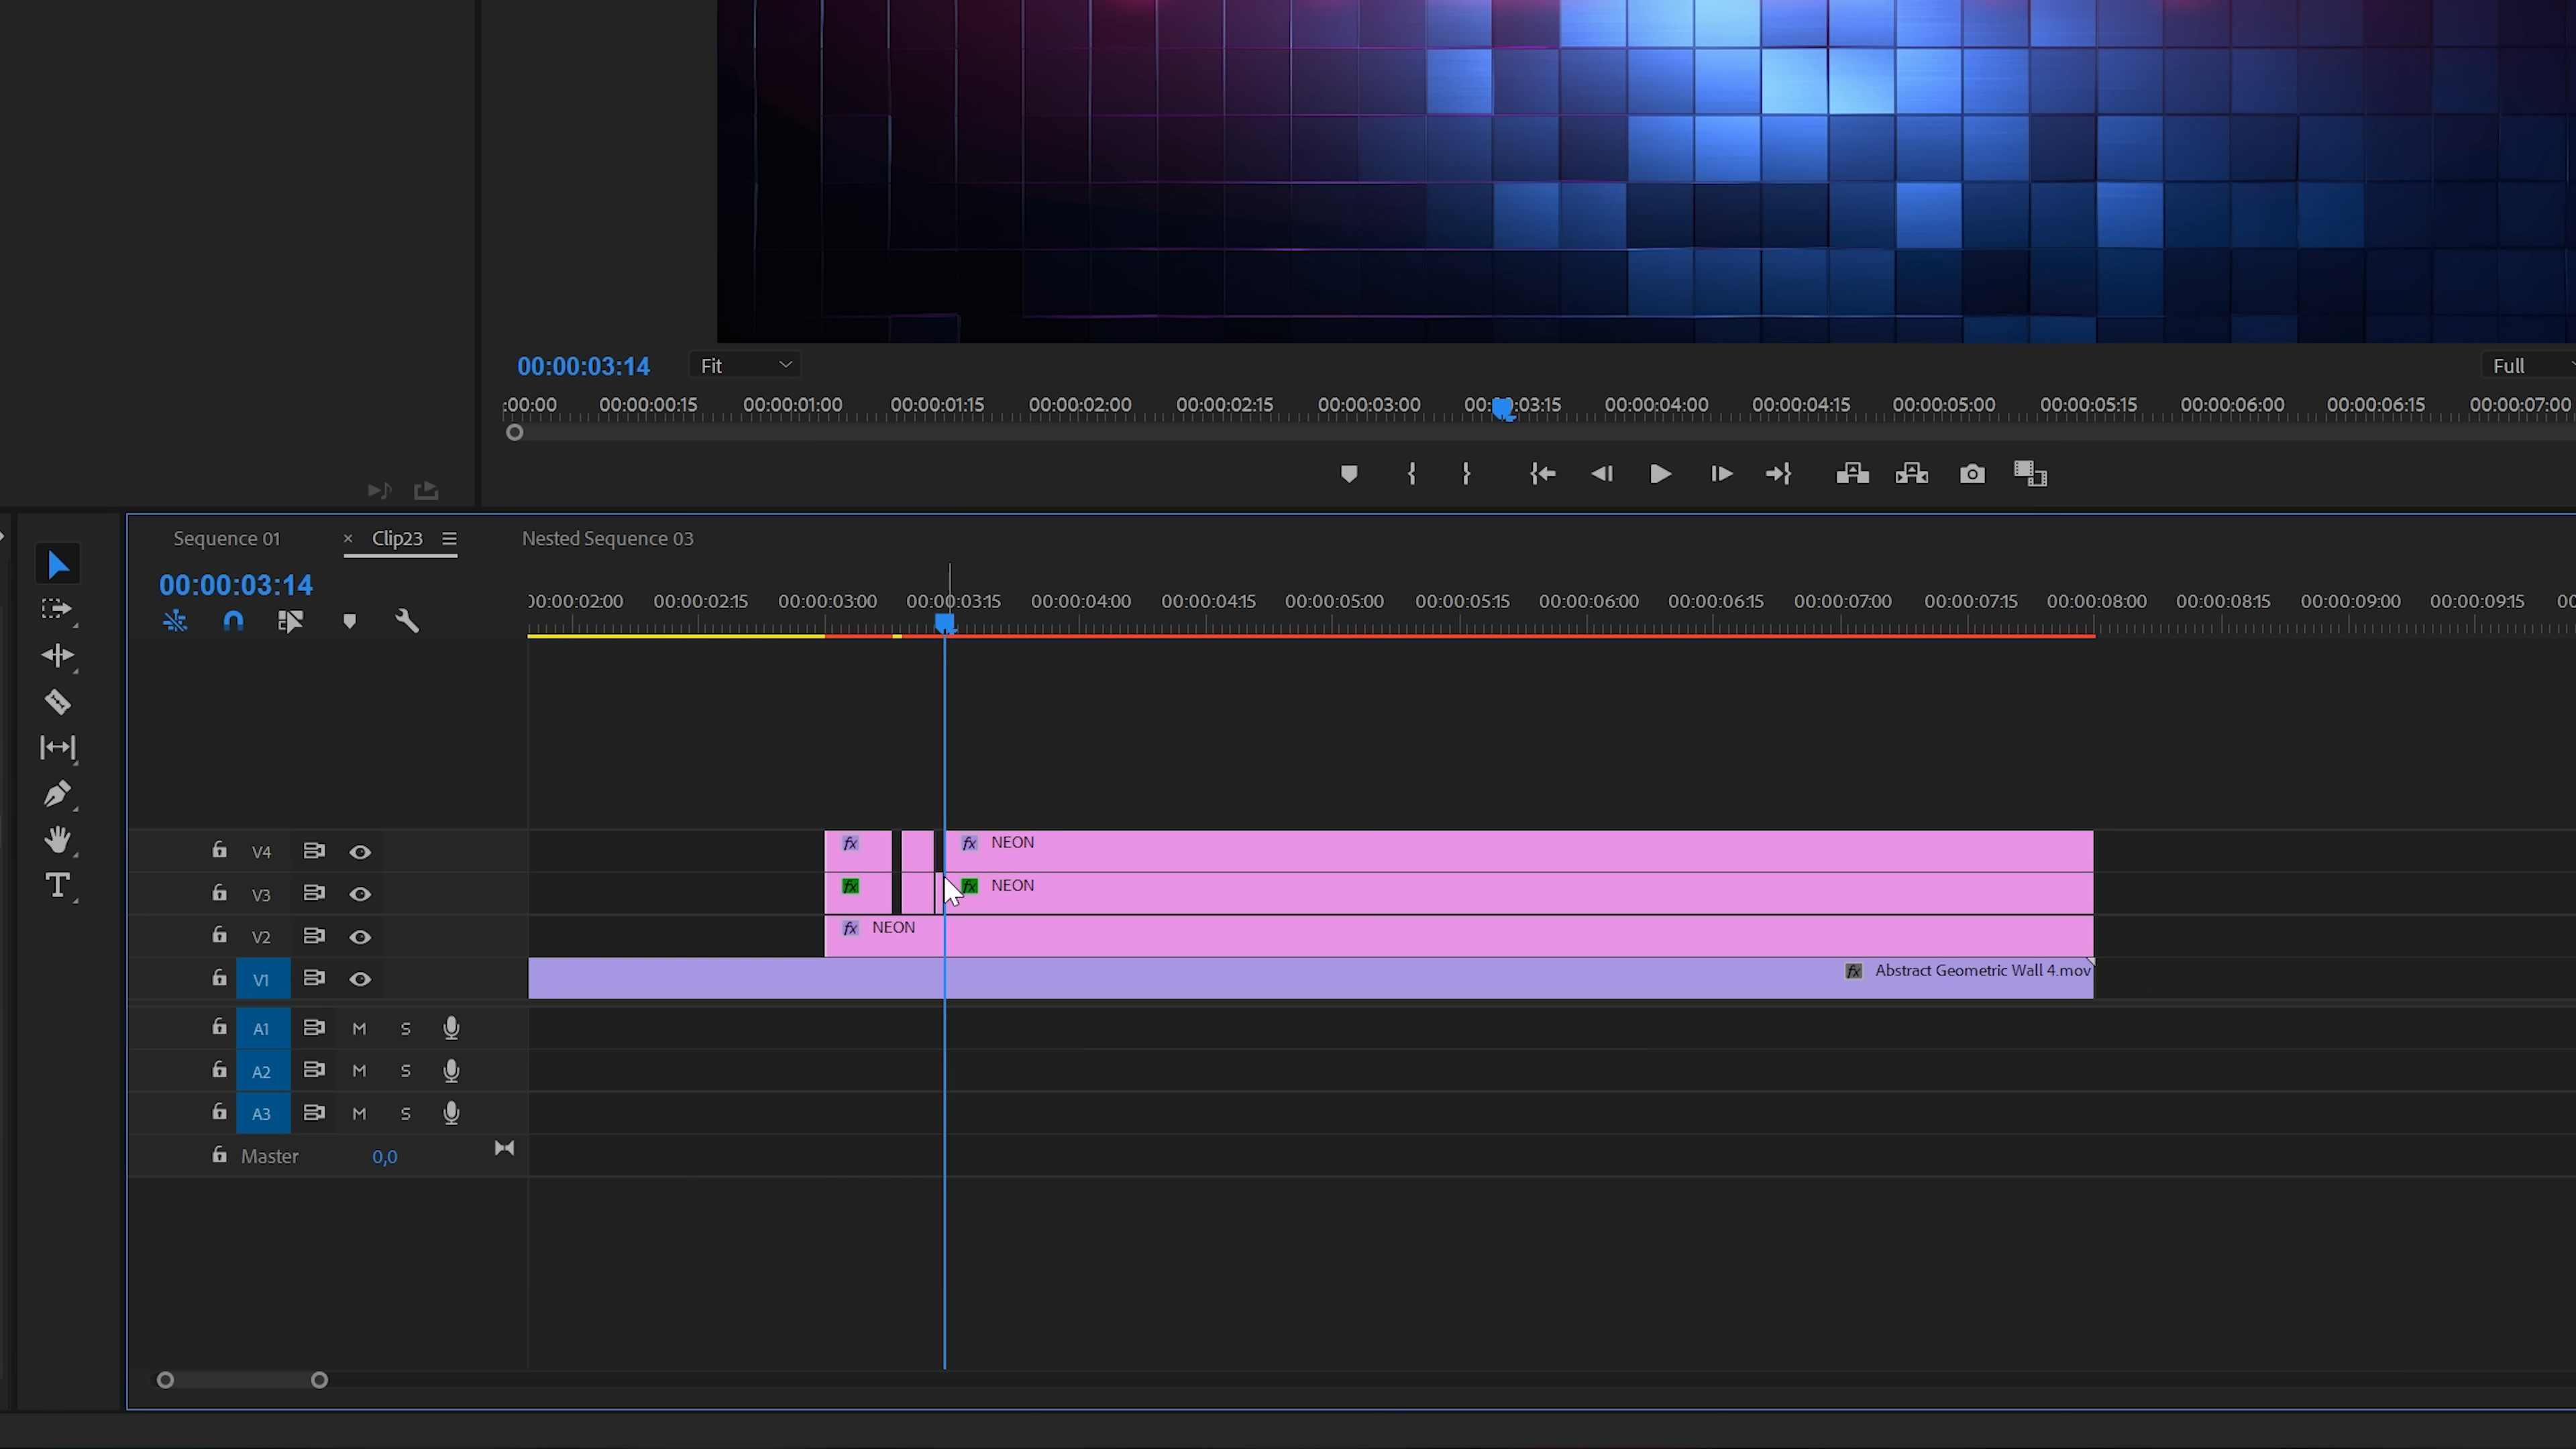 00:00:03:14 Fit Full
:00:00 00:00:00:15 00:00:01:00 00:00:01:15 00:00:02:00 00:00:02:15 00:00:03:00 00:00:03:15 00:00:04:00 00:00:04:15 00:00:05:00 00:00:05:15 00:00:06:00 00:00:06:15 00:00:07:00
Sequence 01 × Clip23 Nested Sequence 03
00:00:03:14
00:00:02:00 00:00:02:15 00:00:03:00 00:00:03:15 00:00:04:00 00:00:04:15 00:00:05:00 00:00:05:15 00:00:06:00 00:00:06:15 00:00:07:00 00:00:07:15 00:00:08:00 00:00:08:15 00:00:09:00 00:00:09:15 00
V4 fx fx NEON
V3 fx fx NEON
V2 fx NEON
V1 fx Abstract Geometric Wall 4.mov
A1 M S
A2 M S
A3 M S
Master 0,0
T